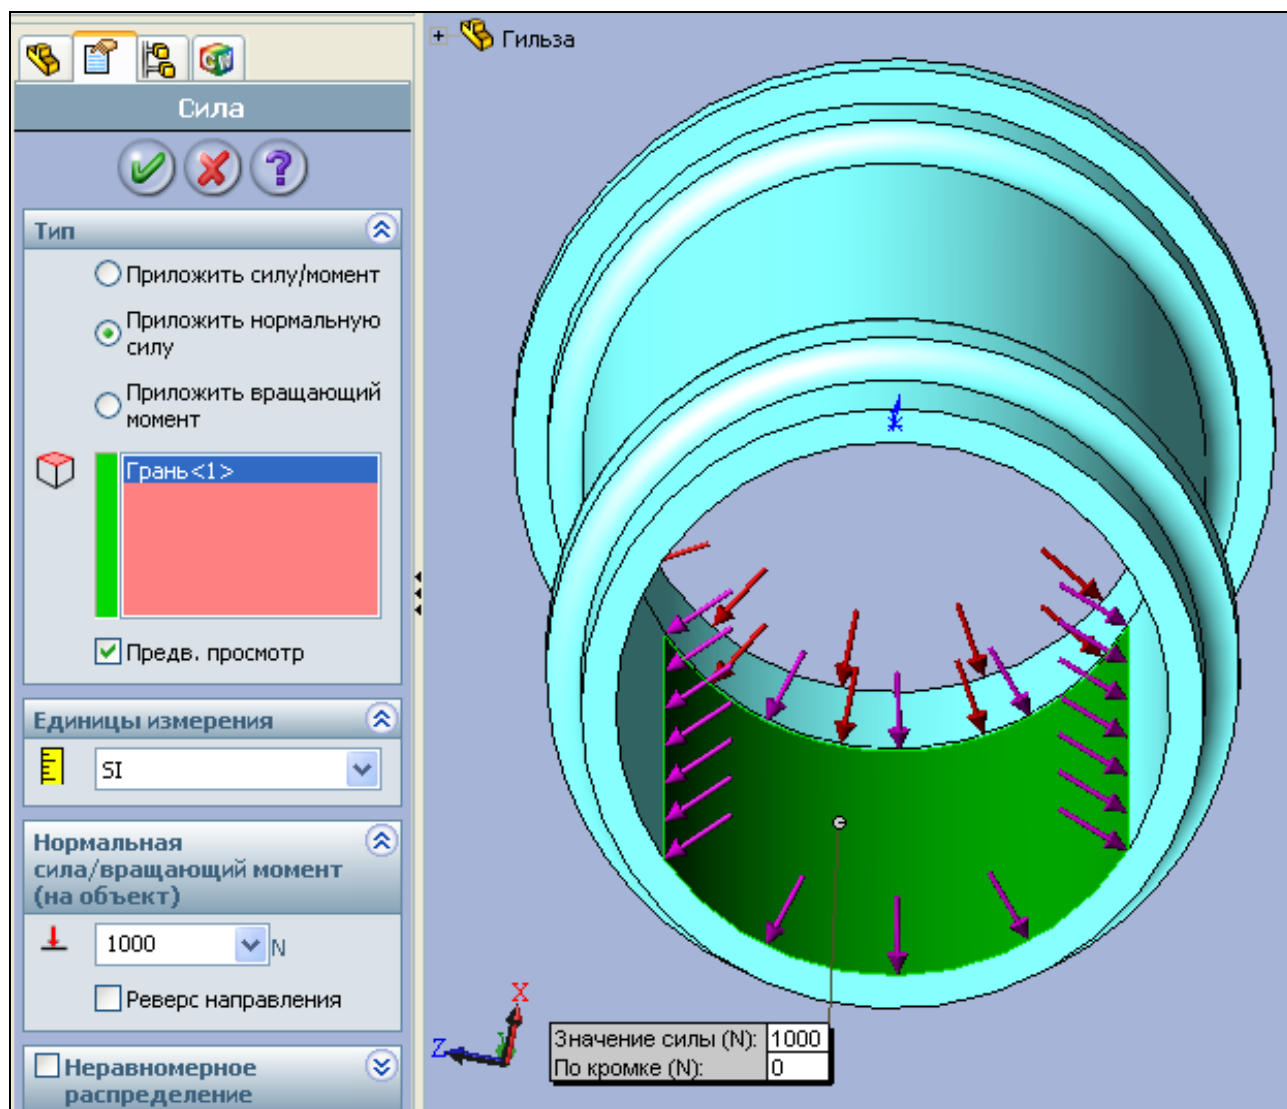 Сила
Тип
Приложить силу/момент
Приложить нормальную
силу
Приложить вращающий
момент
Грань<1>
Предв. просмотр
Единицы измерения
SI
Нормальная
сила/вращающий момент
(на объект)
1000 N
Реверс направления
Неравномерное
распределение
Гильза
X
Y
Z
Значение силы (N): 1000
По кромке (N): 0